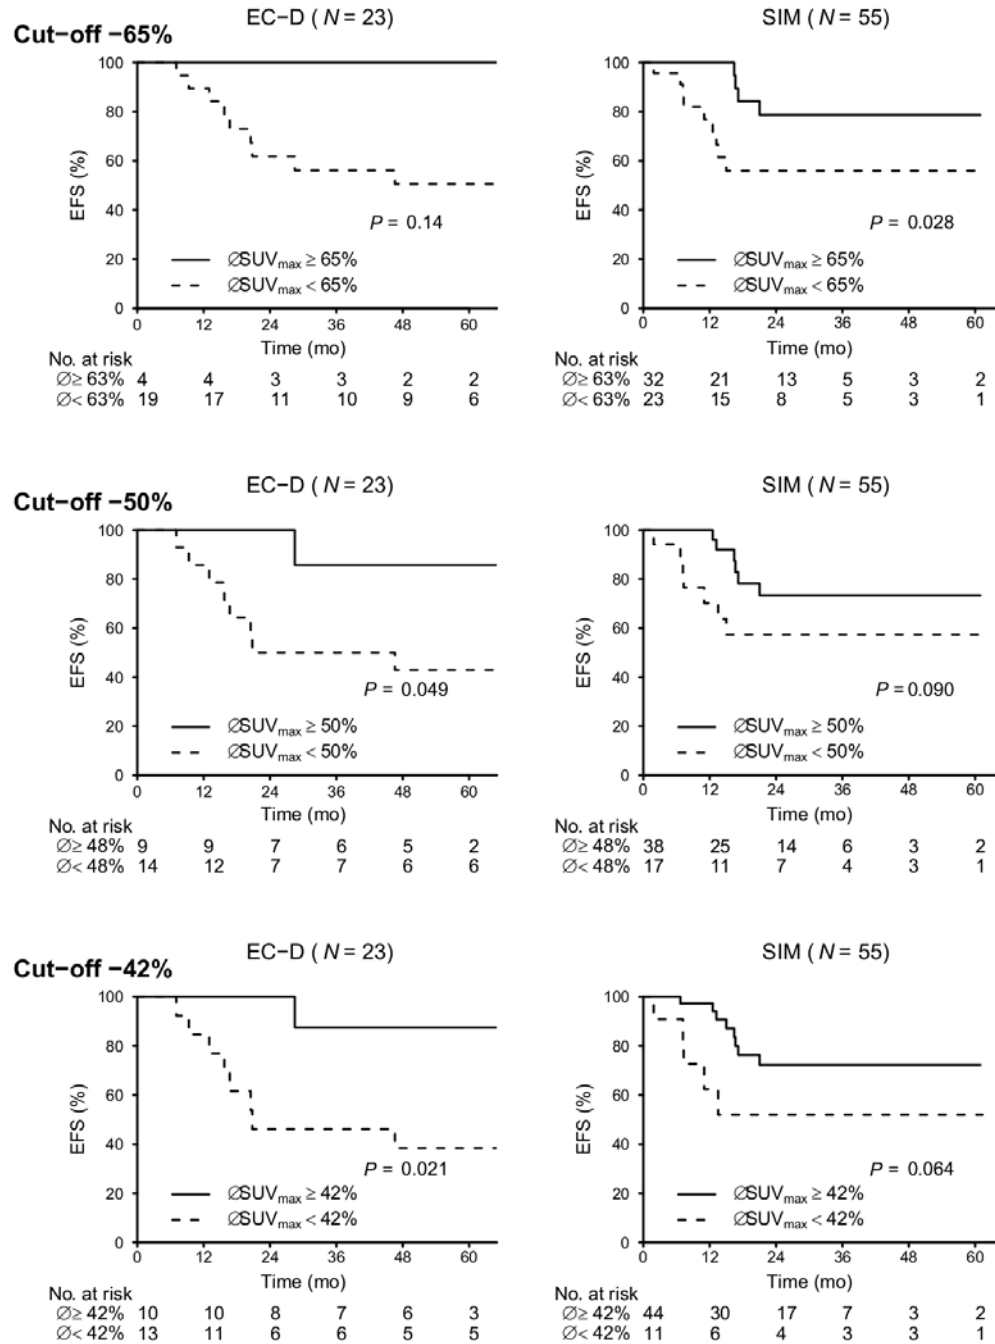 EC−D ( N = 23)
SIM ( N = 55)
Cut−off −65%
100
80
60
40
20
0
EFS (%)
P = 0.14
∅SUVmax ≥ 65%
∅SUVmax < 65%
0 12 24 36 48 60
Time (mo)
No. at risk
∅≥ 63% 4 4 3 3 2 2
∅< 63% 19 17 11 10 9 6
100
80
60
40
20
0
EFS (%)
P = 0.028
∅SUVmax ≥ 65%
∅SUVmax < 65%
0 12 24 36 48 60
Time (mo)
No. at risk
∅≥ 63% 32 21 13 5 3 2
∅< 63% 23 15 8 5 3 1
EC−D ( N = 23)
SIM ( N = 55)
Cut−off −50%
100
80
60
40
20
0
EFS (%)
P = 0.049
∅SUVmax ≥ 50%
∅SUVmax < 50%
0 12 24 36 48 60
Time (mo)
No. at risk
∅≥ 48% 9 9 7 6 5 2
∅< 48% 14 12 7 7 6 6
100
80
60
40
20
0
EFS (%)
P = 0.090
∅SUVmax ≥ 50%
∅SUVmax < 50%
0 12 24 36 48 60
Time (mo)
No. at risk
∅≥ 48% 38 25 14 6 3 2
∅< 48% 17 11 7 4 3 1
EC−D ( N = 23)
SIM ( N = 55)
Cut−off −42%
100
80
60
40
20
0
EFS (%)
P = 0.021
∅SUVmax ≥ 42%
∅SUVmax < 42%
0 12 24 36 48 60
Time (mo)
No. at risk
∅≥ 42% 10 10 8 7 6 3
∅< 42% 13 11 6 6 5 5
100
80
60
40
20
0
EFS (%)
P = 0.064
∅SUVmax ≥ 42%
∅SUVmax < 42%
0 12 24 36 48 60
Time (mo)
No. at risk
∅≥ 42% 44 30 17 7 3 2
∅< 42% 11 6 4 3 3 1